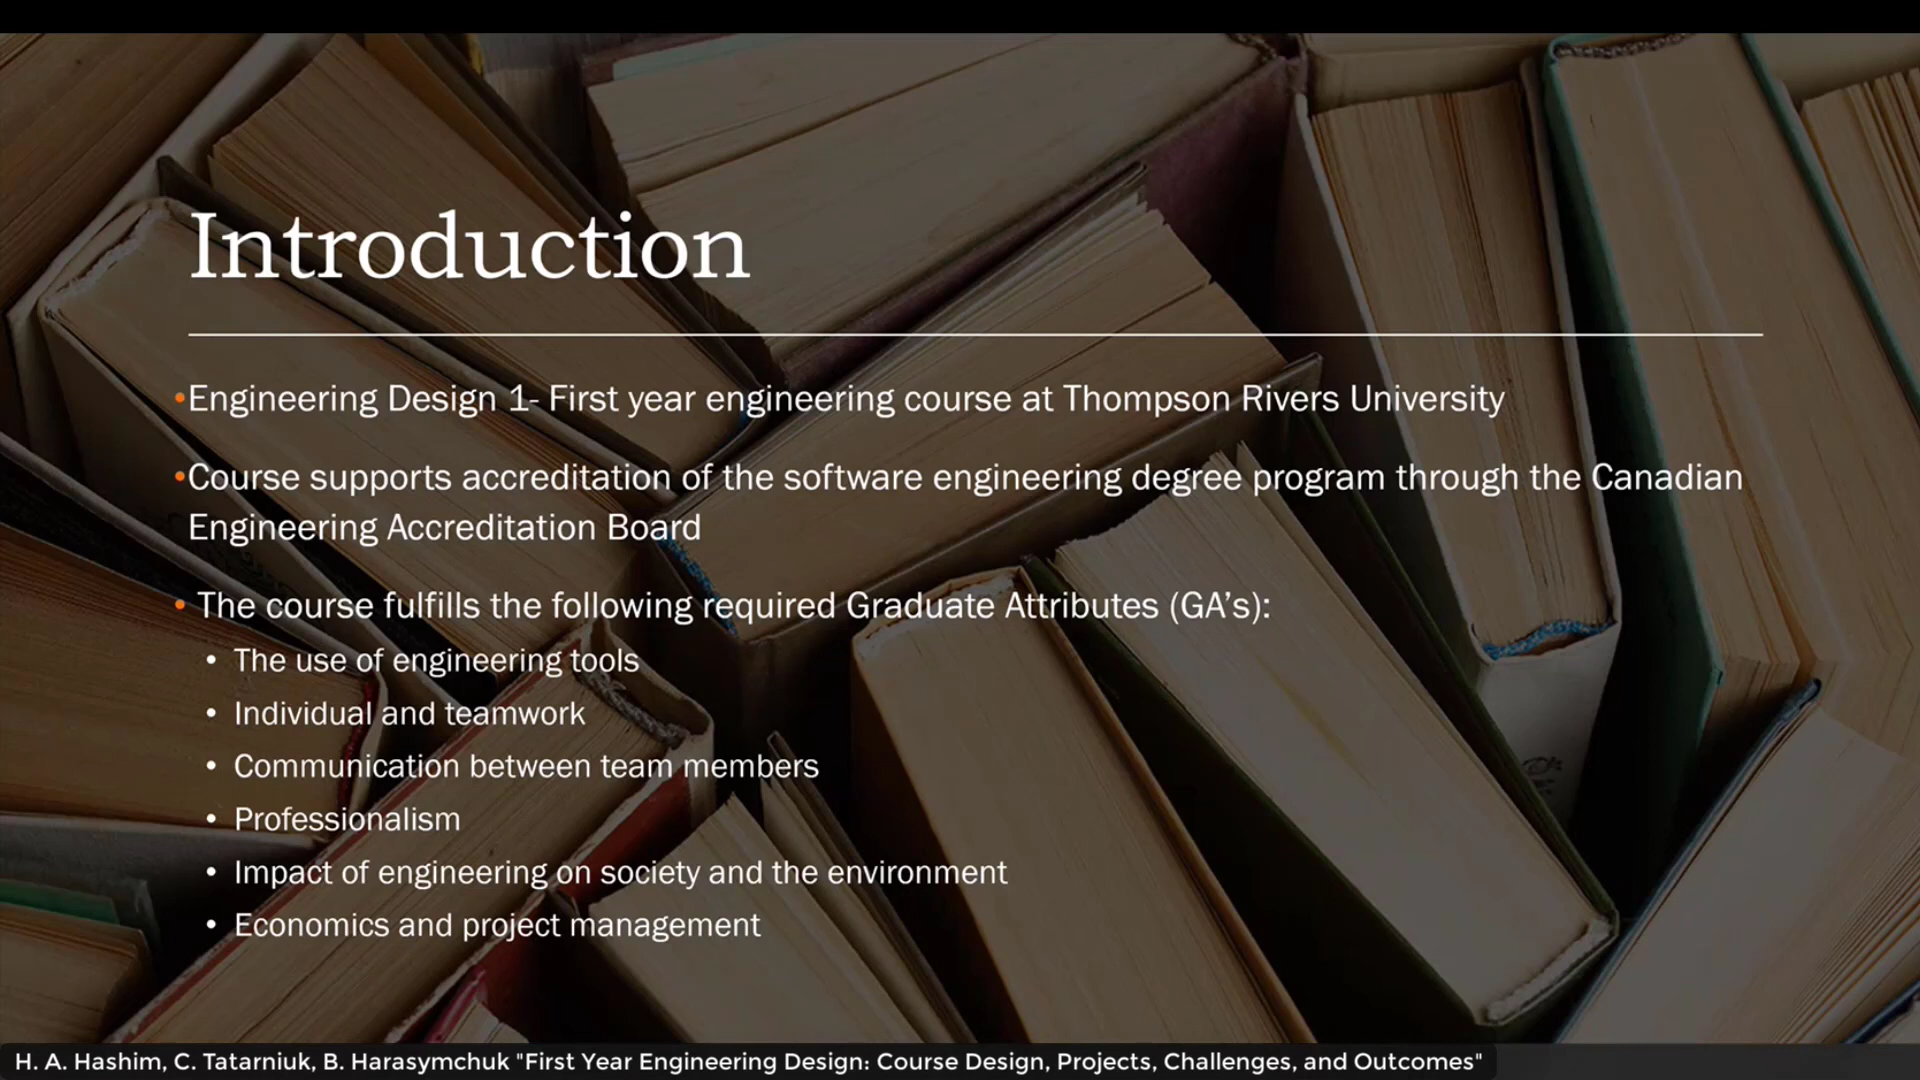 Introduction
•Engineering Design 1- First year engineering course at Thompson Rivers University
•Course supports accreditation of the software engineering degree program through the Canadian
Engineering Accreditation Board
• The course fulfills the following required Graduate Attributes (GA’s):
• The use of engineering tools
• Individual and teamwork
• Communication between team members
• Professionalism
• Impact of engineering on society and the environment
• Economics and project management
H. A. Hashim, C. Tatarniuk, B. Harasymchuk "First Year Engineering Design: Course Design, Projects, Challenges, and Outcomes"